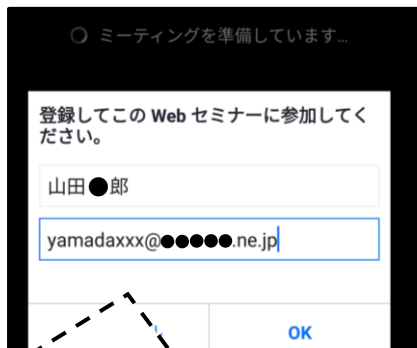 ミーティングを準備しています...
登録してこの Web セミナーに参加してく
ださい。
山田●郎
yamadaxxx@●●●●●.ne.jp
OK